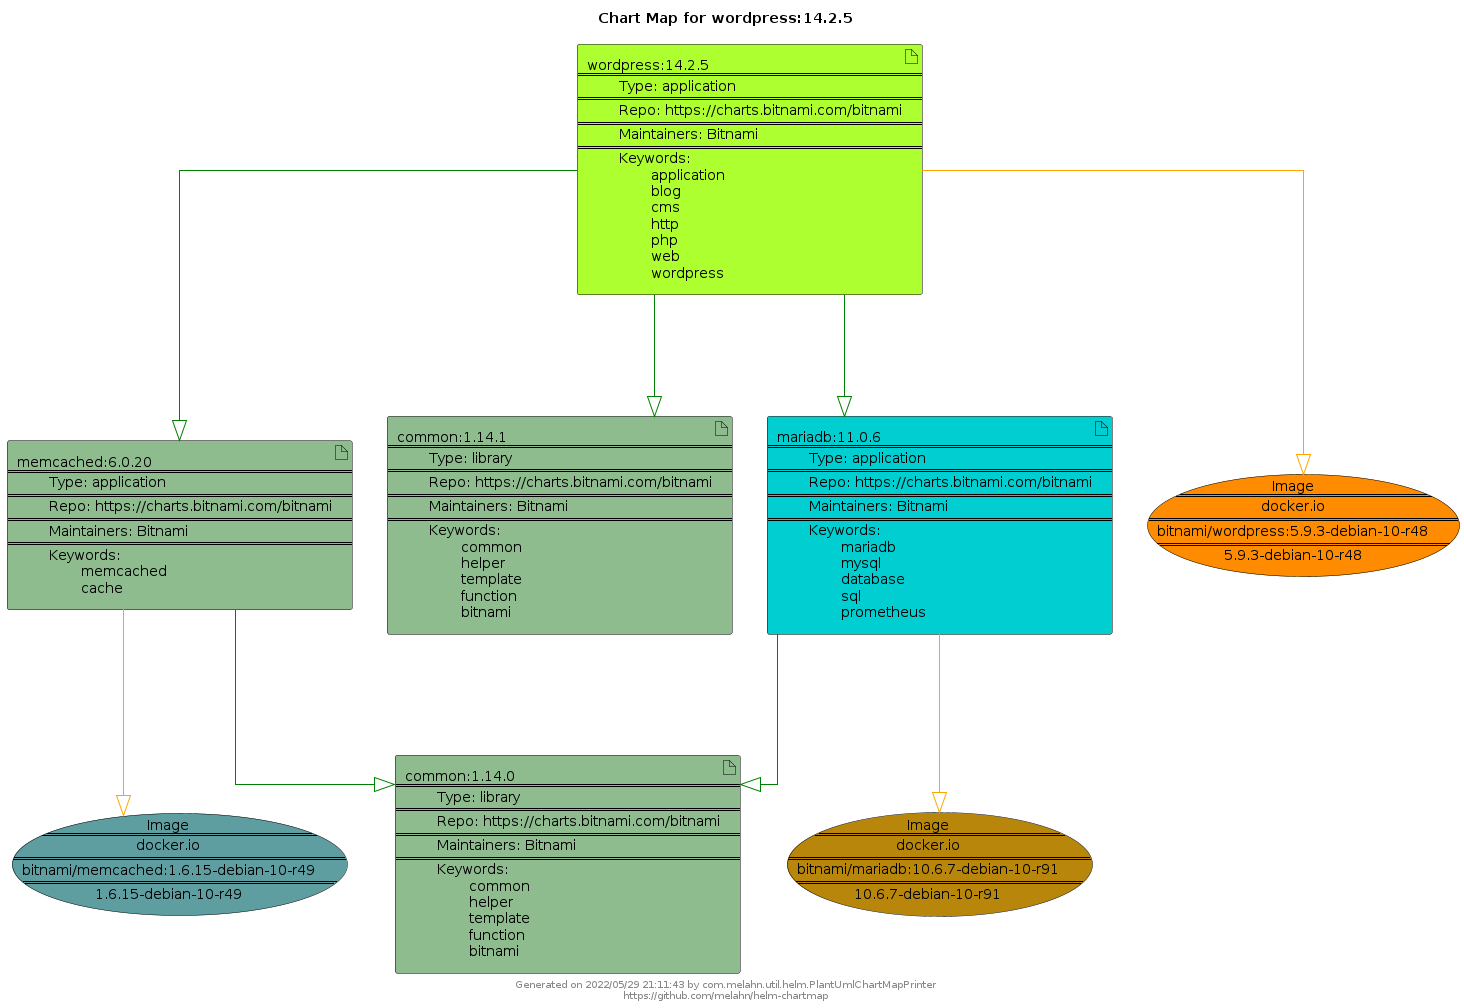 Chart Map for wordpress:14.2.5
wordpress:14.2.5
Type: application
Repo: https://charts.bitnami.com/bitnami
Maintainers: Bitnami
Keywords:
application
blog
cms
http
php
web
wordpress
memcached:6.0.20
Type: application
Repo: https://charts.bitnami.com/bitnami
Maintainers: Bitnami
Keywords:
memcached
cache
common:1.14.1
Type: library
Repo: https://charts.bitnami.com/bitnami
Maintainers: Bitnami
Keywords:
common
helper
template
function
bitnami
mariadb:11.0.6
Type: application
Repo: https://charts.bitnami.com/bitnami
Maintainers: Bitnami
Keywords:
mariadb
mysql
database
sql
prometheus
Image
docker.io
bitnami/wordpress:5.9.3-debian-10-r48
5.9.3-debian-10-r48
Image
docker.io
bitnami/memcached:1.6.15-debian-10-r49
1.6.15-debian-10-r49
common:1.14.0
Type: library
Repo: https://charts.bitnami.com/bitnami
Maintainers: Bitnami
Keywords:
common
helper
template
function
bitnami
Image
docker.io
bitnami/mariadb:10.6.7-debian-10-r91
10.6.7-debian-10-r91
Generated on 2022/05/29 21:11:43 by com.melahn.util.helm.PlantUmlChartMapPrinter
https://github.com/melahn/helm-chartmap